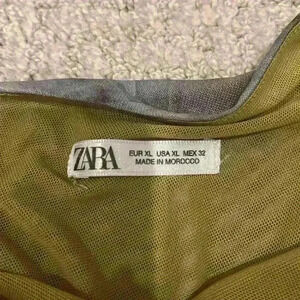 ZARA
EUR XL USA XL MEX 32
MADE IN MOROCCO